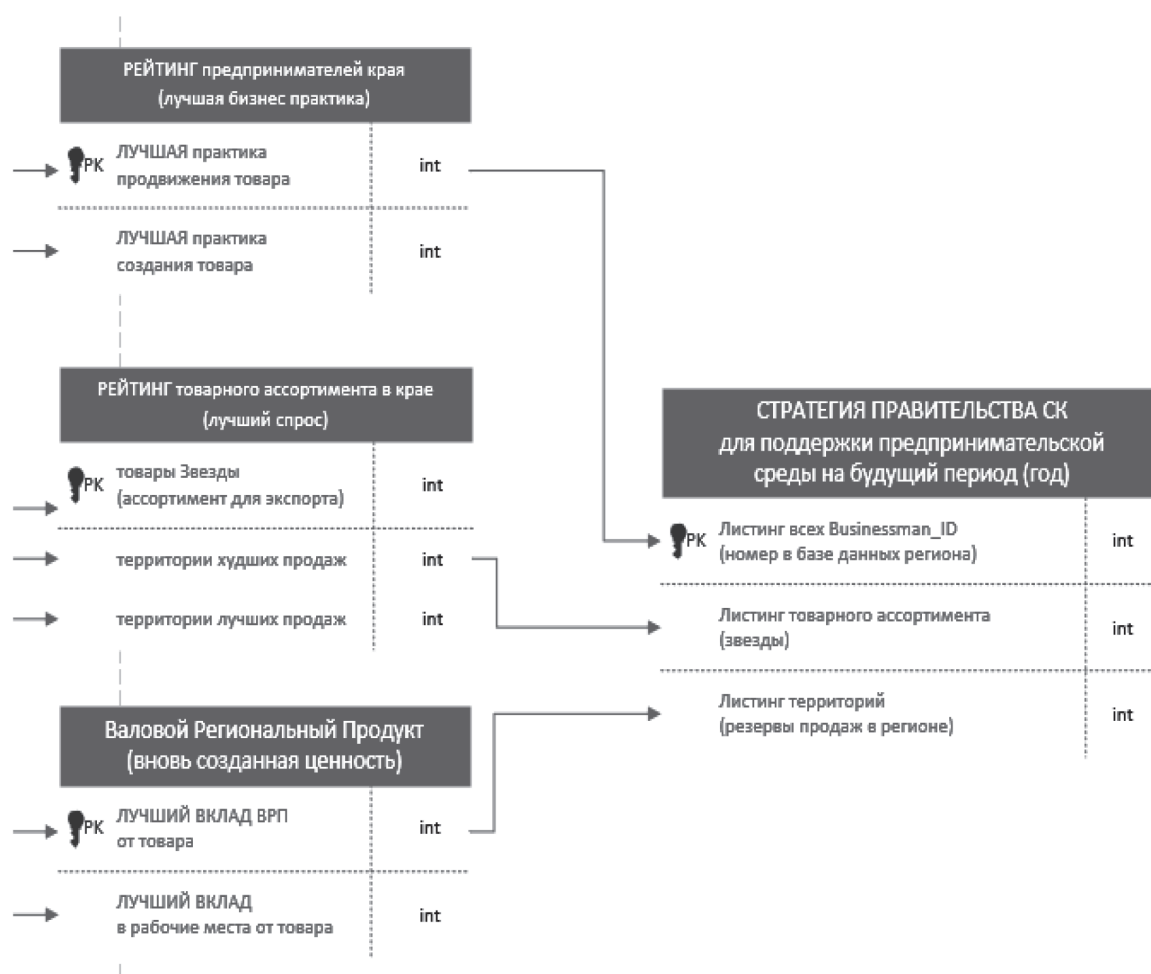 РЕЙТИНГ предпринимателей края
(лучшая бизнес практика)
PK ЛУЧШАЯ практика
продвижения товара
int
ЛУЧШАЯ практика
создания товара
int
РЕЙТИНГ товарного ассортимента в крае
(лучший спрос)
PK товары Звезды
(ассортимент для экспорта)
int
территории худших продаж int
территории лучших продаж int
Валовой Региональный Продукт
(вновь созданная ценность)
PK ЛУЧШИЙ ВКЛАД ВРП
от товара
int
ЛУЧШИЙ ВКЛАД
в рабочие места от товара
int
СТРАТЕГИЯ ПРАВИТЕЛЬСТВА СК
для поддержки предпринимательской
среды на будущий период (год)
PK Листинг всех Businessman_ID
(номер в базе данных региона)
int
Листинг товарного ассортимента
(звезды)
int
Листинг территорий
(резервы продаж в регионе)
int